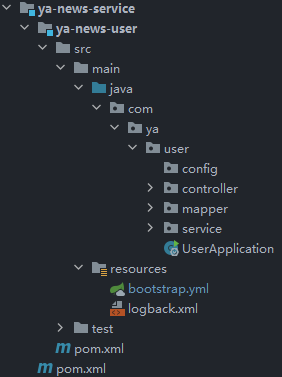 ya-news-service
ya-news-user
src
main
java
com
ya
user
config
controller
mapper
service
UserApplication
resources
bootstrap.yml
logback.xml
test
pom.xml
pom.xml